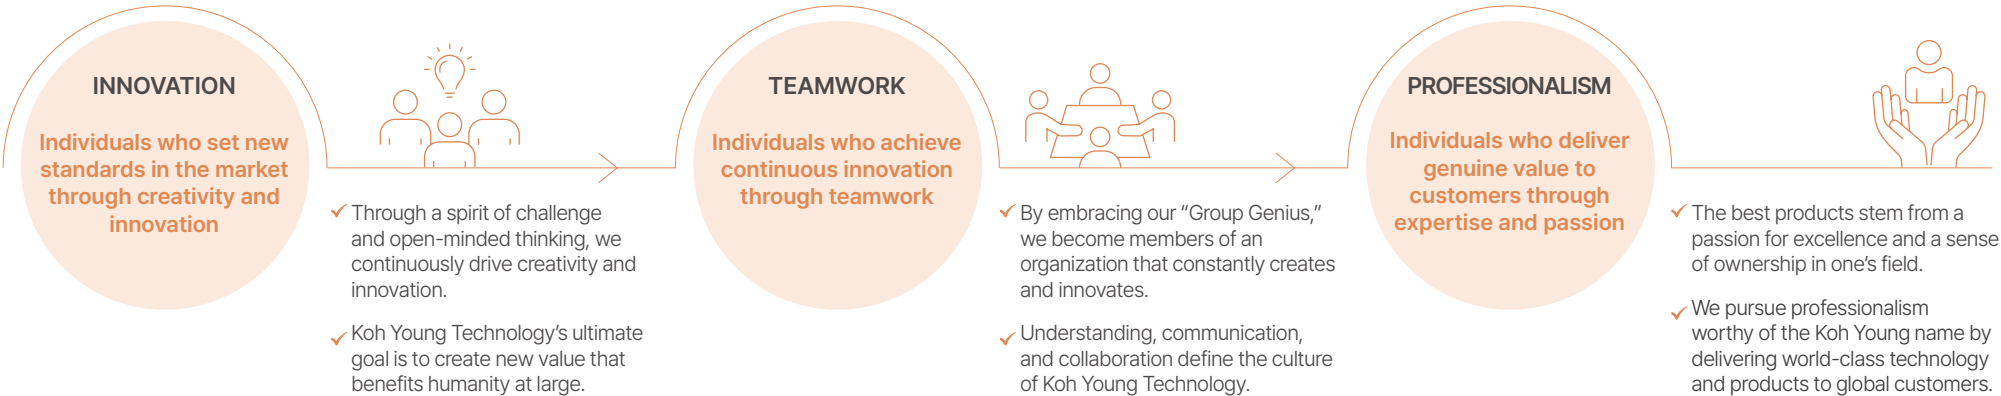 INNOVATION
Individuals who set new
standards in the market
through creativity and
innovation
Through a spirit of challenge
and open-minded thinking, we
continuously drive creativity and
innovation.
Koh Young Technology’s ultimate
goal is to create new value that
benefits humanity at large.
TEAMWORK
Individuals who achieve
continuous innovation
through teamwork
By embracing our “Group Genius,”
we become members of an
organization that constantly creates
and innovates.
Understanding, communication,
and collaboration define the culture
of Koh Young Technology.
PROFESSIONALISM
Individuals who deliver
genuine value to
customers through
expertise and passion
The best products stem from a
passion for excellence and a sense
of ownership in one’s field.
We pursue professionalism
worthy of the Koh Young name by
delivering world-class technology
and products to global customers.